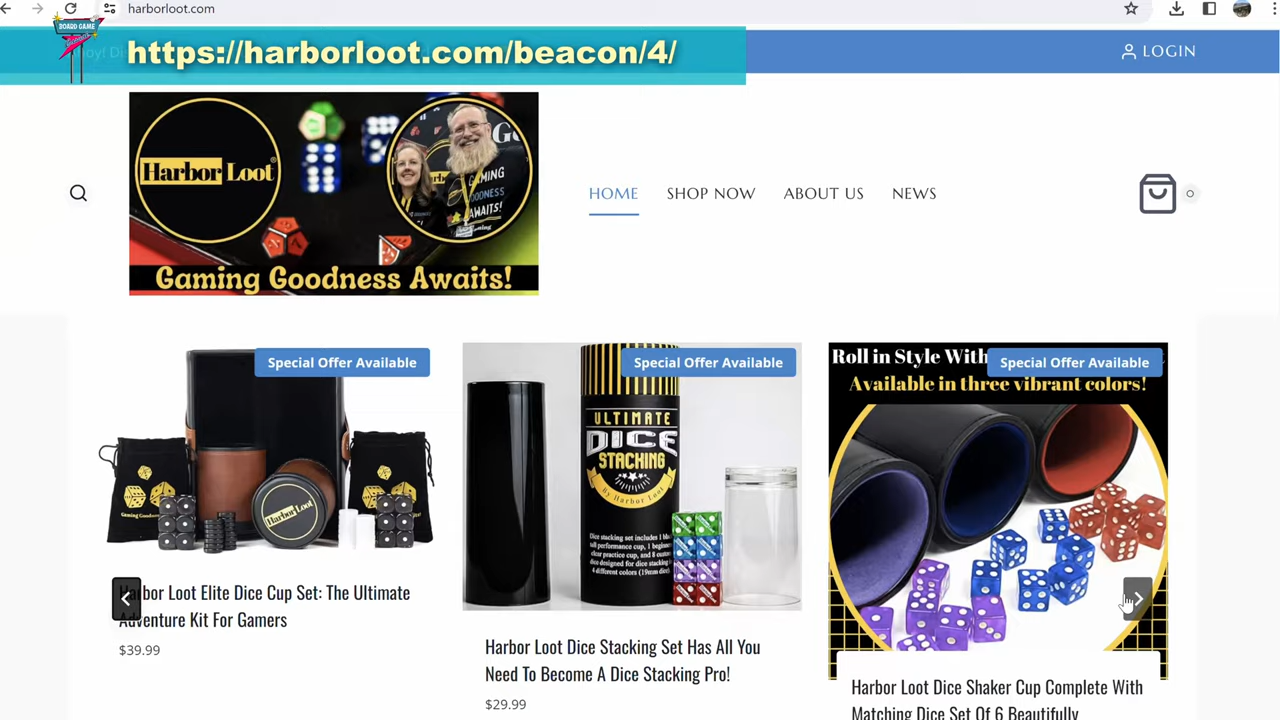 harborloot.com
BOARD GAME
https://harborloot.com/beacon/4/
LOGIN
Harbor Loot
GAMING
GOODNESS
AWAITS!
Gaming Goodness Awaits!
HOME
SHOP NOW
ABOUT US
NEWS
0
Special Offer Available
Harbor Loot
Harbor Loot Elite Dice Cup Set: The Ultimate
Adventure Kit For Gamers
$39.99
Special Offer Available
ULTIMATE
DICE
STACKING
by Harbor Loot
Harbor Loot Dice Stacking Set Has All You
Need To Become A Dice Stacking Pro!
$29.99
Roll in Style With
Special Offer Available
Available in three vibrant colors!
Harbor Loot Dice Shaker Cup Complete With
Matching Dice Set Of 6 Beautifully